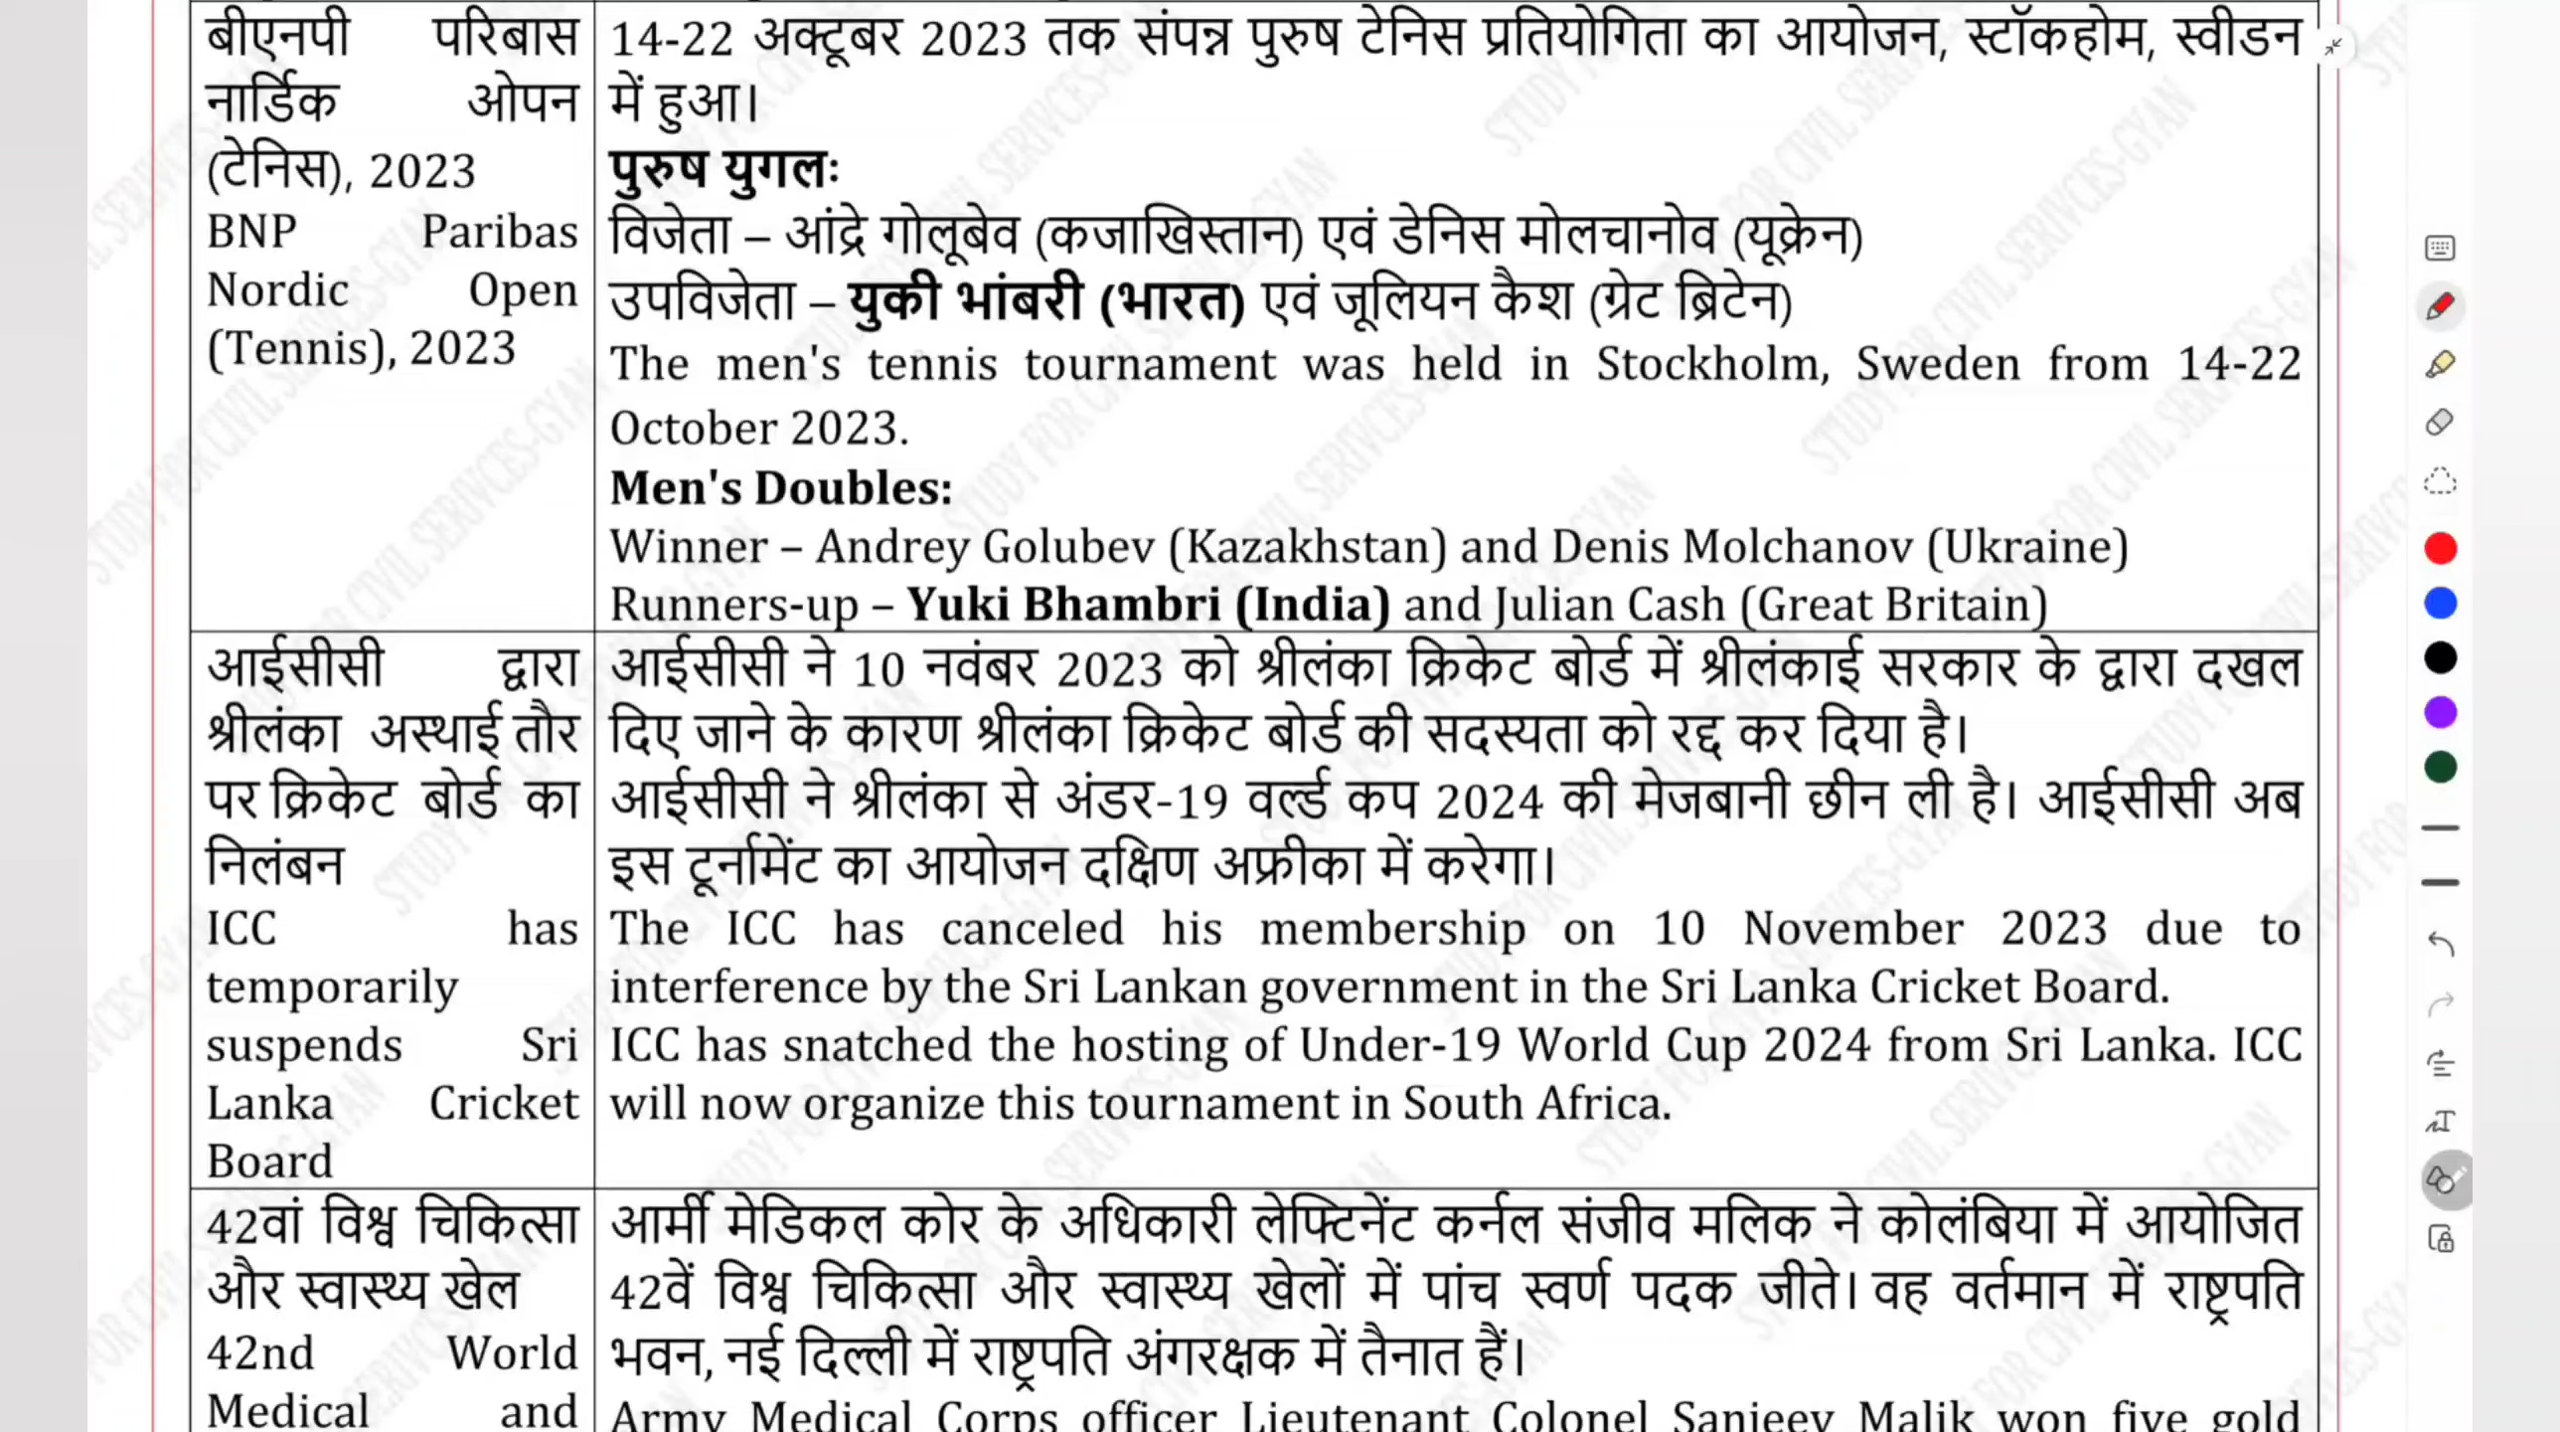 बीएनपी परिबास
नार्डिक ओपन
(टेनिस), 2023
BNP Paribas
Nordic Open
(Tennis), 2023
14-22 अक्टूबर 2023 तक संपन्न पुरुष टेनिस प्रतियोगिता का आयोजन, स्टॉकहोम, स्वीडन
में हुआ।
पुरुष युगलः
विजेता – आंद्रे गोलूबेव (कजाखिस्तान) एवं डेनिस मोलचानोव (यूक्रेन)
उपविजेता – युकी भांबरी (भारत) एवं जूलियन कैश (ग्रेट ब्रिटेन)
The men's tennis tournament was held in Stockholm, Sweden from 14-22
October 2023.
Men's Doubles:
Winner – Andrey Golubev (Kazakhstan) and Denis Molchanov (Ukraine)
Runners-up – Yuki Bhambri (India) and Julian Cash (Great Britain)
आईसीसी द्वारा
श्रीलंका अस्थाई तौर
पर क्रिकेट बोर्ड का
निलंबन
ICC has
temporarily
suspends Sri
Lanka Cricket
Board
आईसीसी ने 10 नवंबर 2023 को श्रीलंका क्रिकेट बोर्ड में श्रीलंकाई सरकार के द्वारा दखल
दिए जाने के कारण श्रीलंका क्रिकेट बोर्ड की सदस्यता को रद्द कर दिया है।
आईसीसी ने श्रीलंका से अंडर-19 वर्ल्ड कप 2024 की मेजबानी छीन ली है। आईसीसी अब
इस टूर्नामेंट का आयोजन दक्षिण अफ्रीका में करेगा।
The ICC has canceled his membership on 10 November 2023 due to
interference by the Sri Lankan government in the Sri Lanka Cricket Board.
ICC has snatched the hosting of Under-19 World Cup 2024 from Sri Lanka. ICC
will now organize this tournament in South Africa.
42वां विश्व चिकित्सा
और स्वास्थ्य खेल
42nd World
Medical and
आर्मी मेडिकल कोर के अधिकारी लेफ्टिनेंट कर्नल संजीव मलिक ने कोलंबिया में आयोजित
42वें विश्व चिकित्सा और स्वास्थ्य खेलों में पांच स्वर्ण पदक जीते। वह वर्तमान में राष्ट्रपति
भवन, नई दिल्ली में राष्ट्रपति अंगरक्षक में तैनात हैं।
Army Medical Corps officer Lieutenant Colonel Sanjeev Malik won five gold
STUDY FOR CIVIL SERIVCES-GYAN